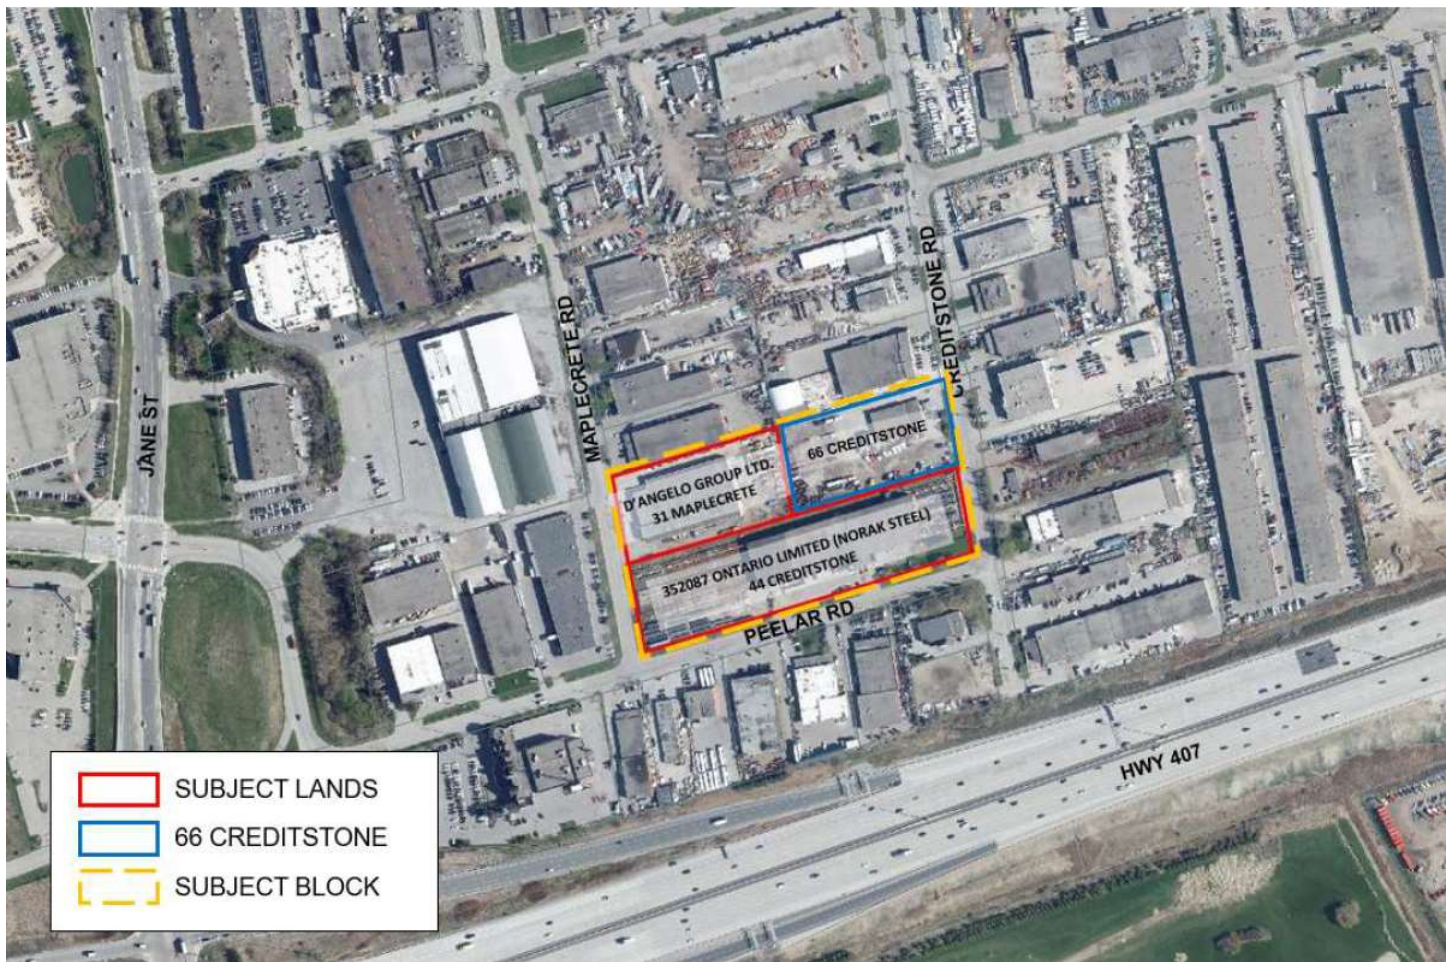 CREDITSTONE RD
MAPLECRETE RD
JANE ST
66 CREDITSTONE
D'ANGELO GROUP LTD.
31 MAPLECRETE
352087 ONTARIO LIMITED (NORAK STEEL)
44 CREDITSTONE
PEELAR RD
HWY 407
SUBJECT LANDS
66 CREDITSTONE
SUBJECT BLOCK